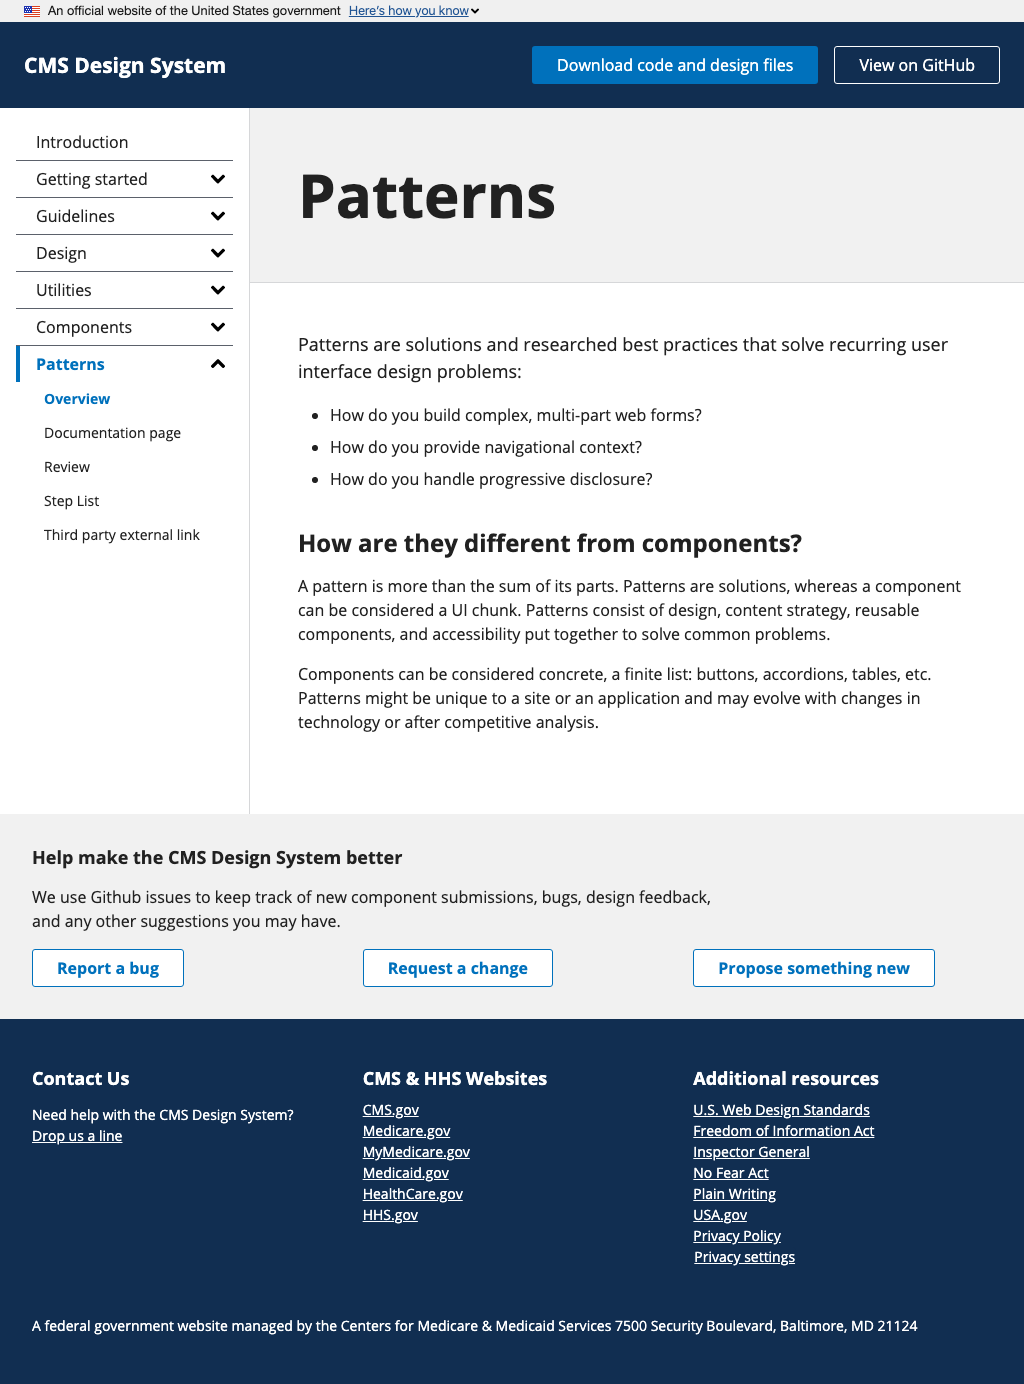 An official website of the United States government Here's how you know
CMS Design System
Download code and design files
View on GitHub
Introduction
Getting started
Guidelines
Design
Utilities
Components
Patterns
Overview
Documentation page
Review
Step List
Third party external link
Patterns
Patterns are solutions and researched best practices that solve recurring user
interface design problems:
• How do you build complex, multi-part web forms?
• How do you provide navigational context?
• How do you handle progressive disclosure?
How are they different from components?
A pattern is more than the sum of its parts. Patterns are solutions, whereas a component
can be considered a UI chunk. Patterns consist of design, content strategy, reusable
components, and accessibility put together to solve common problems.
Components can be considered concrete, a finite list: buttons, accordions, tables, etc.
Patterns might be unique to a site or an application and may evolve with changes in
technology or after competitive analysis.
Help make the CMS Design System better
We use Github issues to keep track of new component submissions, bugs, design feedback,
and any other suggestions you may have.
Report a bug
Request a change
Propose something new
Contact Us
Need help with the CMS Design System?
Drop us a line
CMS & HHS Websites
CMS.gov
Medicare.gov
MyMedicare.gov
Medicaid.gov
HealthCare.gov
HHS.gov
Additional resources
U.S. Web Design Standards
Freedom of Information Act
Inspector General
No Fear Act
Plain Writing
USA.gov
Privacy Policy
Privacy settings
A federal government website managed by the Centers for Medicare & Medicaid Services 7500 Security Boulevard, Baltimore, MD 21124